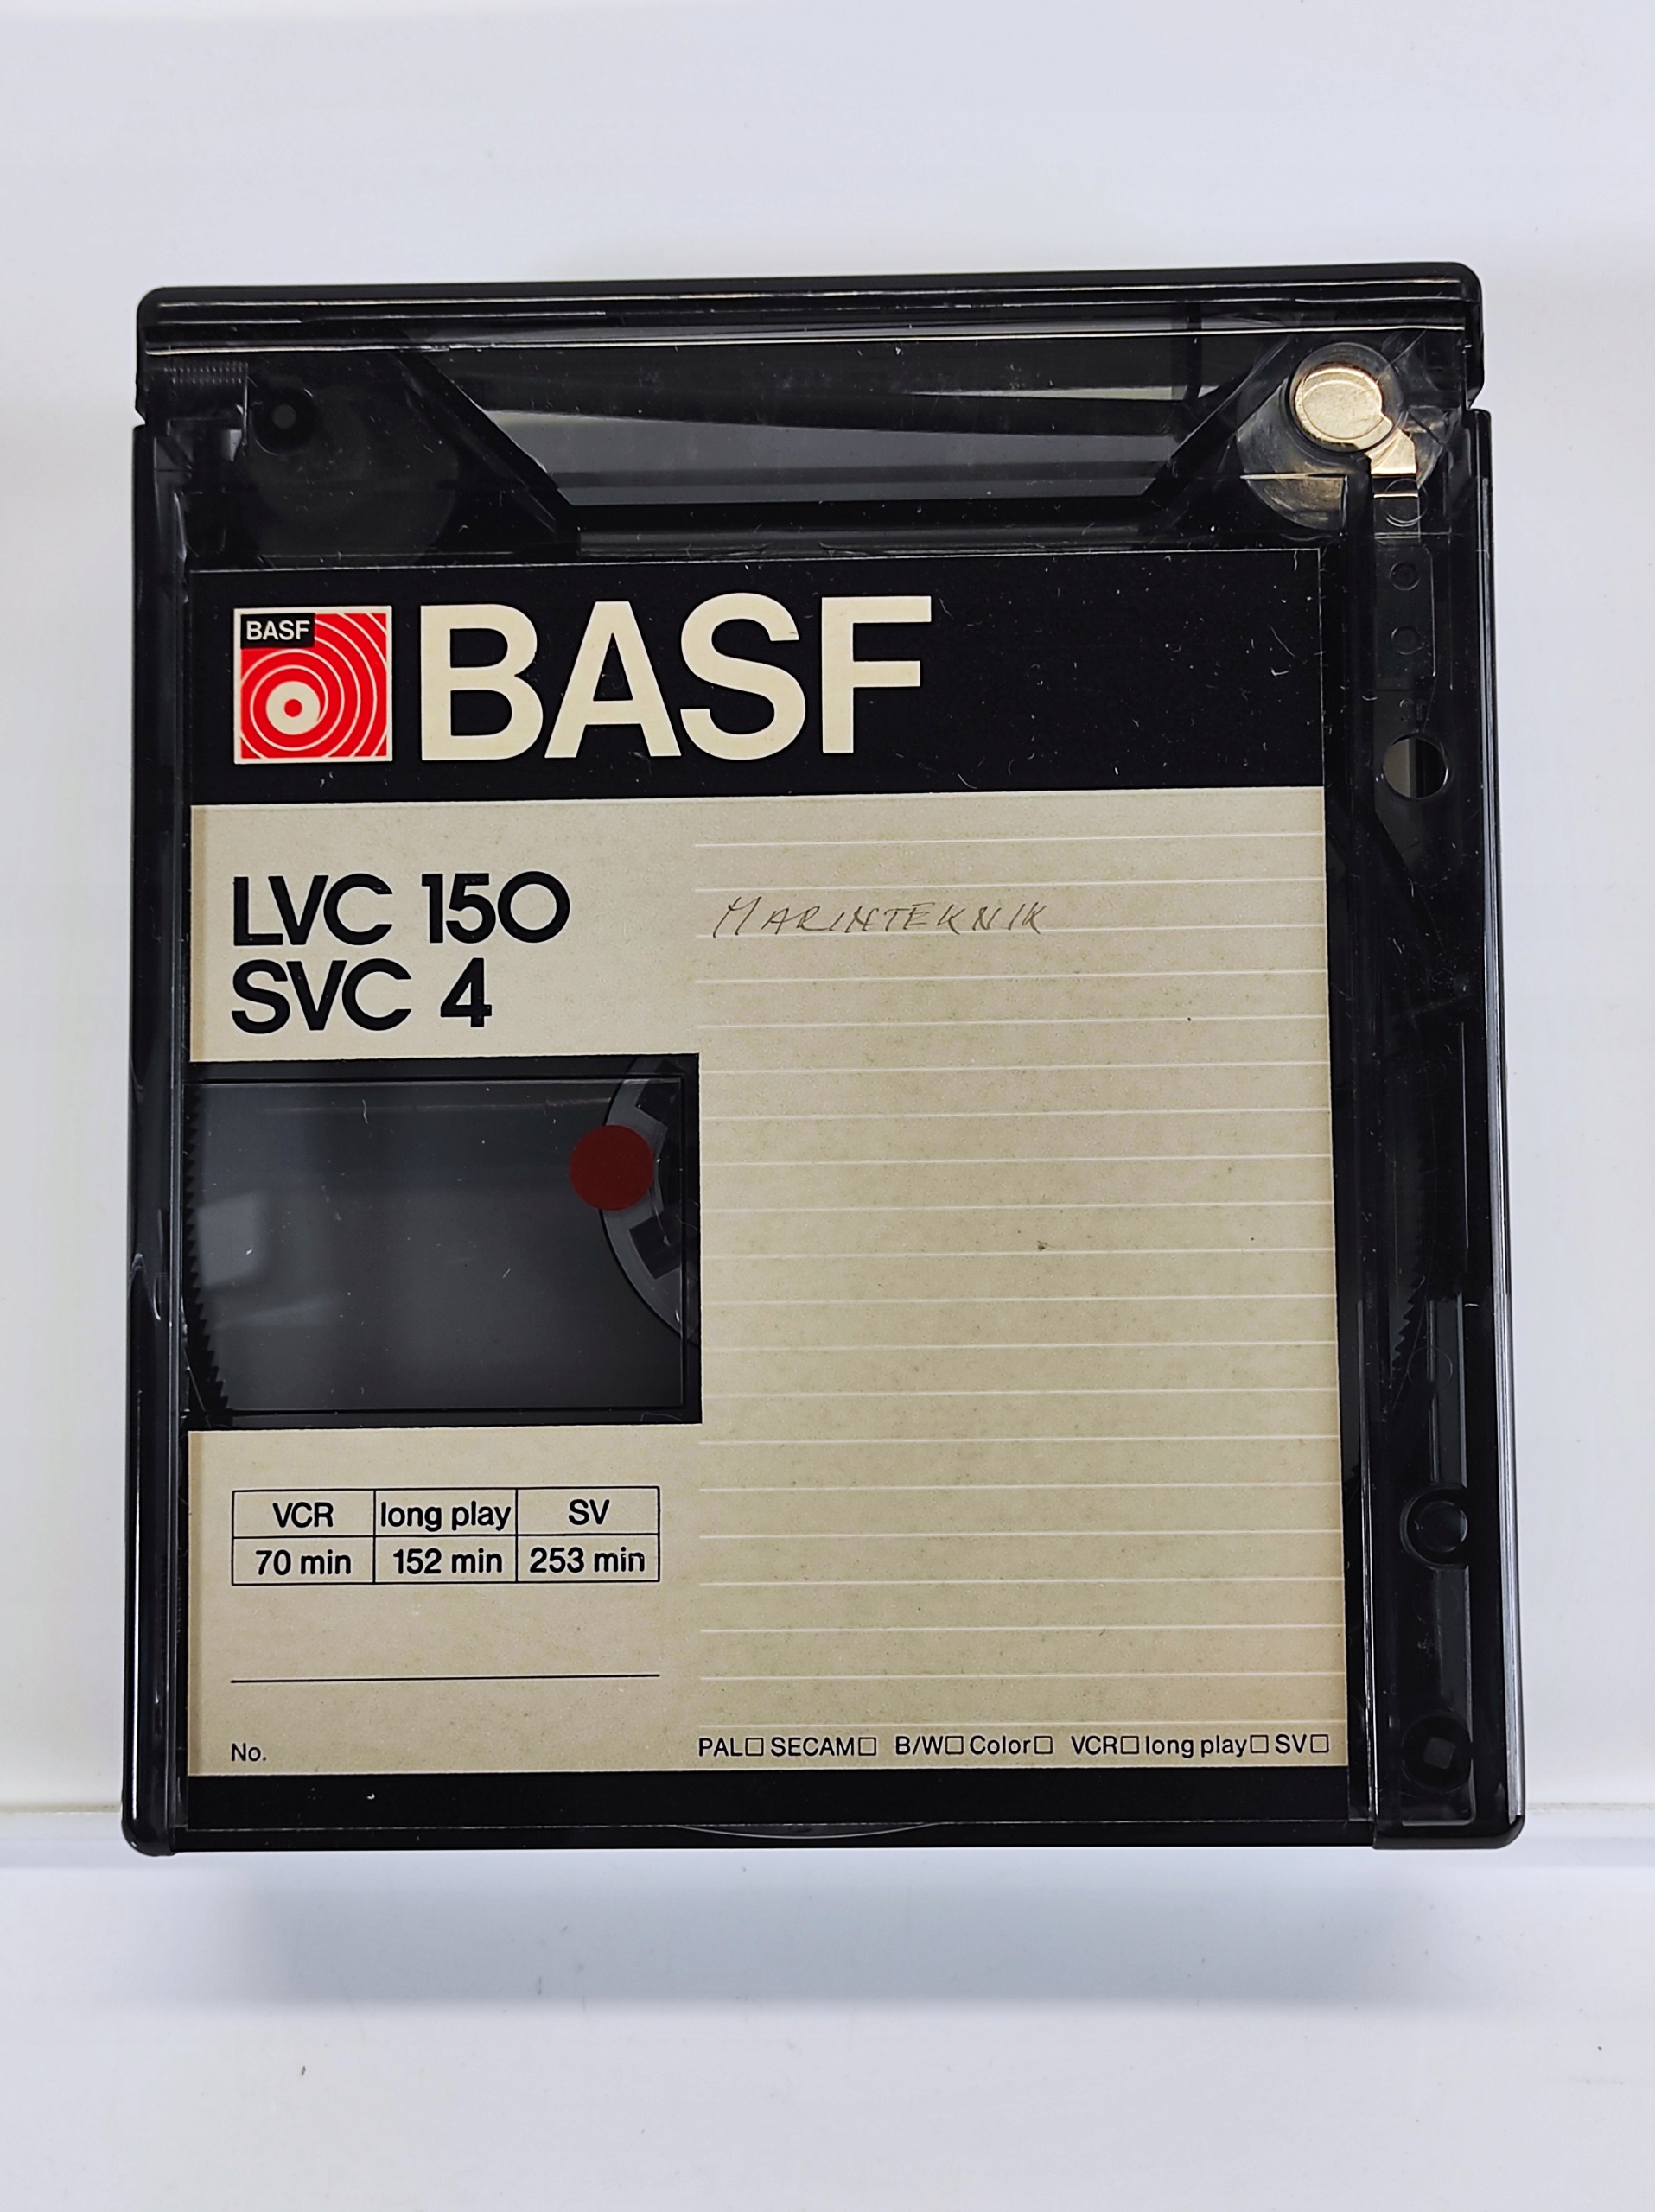 BASF
BASF
LVC 150
SVC 4
MARINTEKNIK
VCR long play SV
70 min 152 min 253 min
No.
PAL☐ SECAM☐ B/W☐ Color☐ VCR☐ long play☐ SV☐